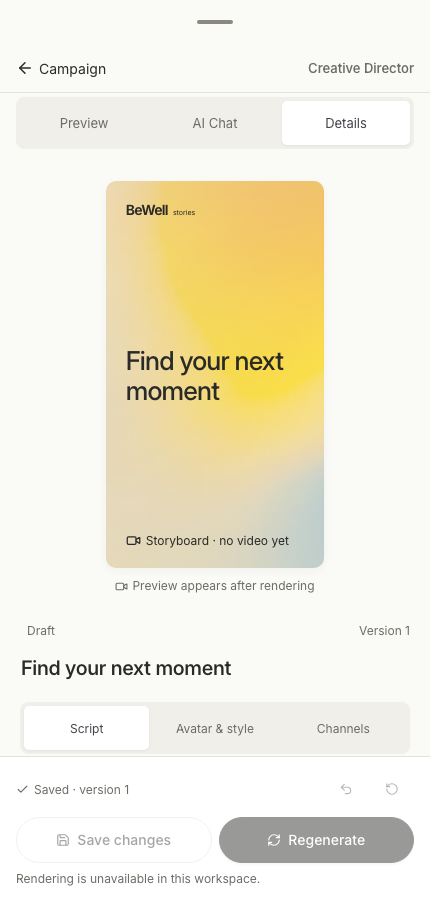 Campaign
Creative Director
Preview
AI Chat
Details
BeWell stories
Find your next
moment
Storyboard · no video yet
Preview appears after rendering
Draft
Version 1
Find your next moment
Script
Avatar & style
Channels
Saved · version 1
Save changes
Regenerate
Rendering is unavailable in this workspace.